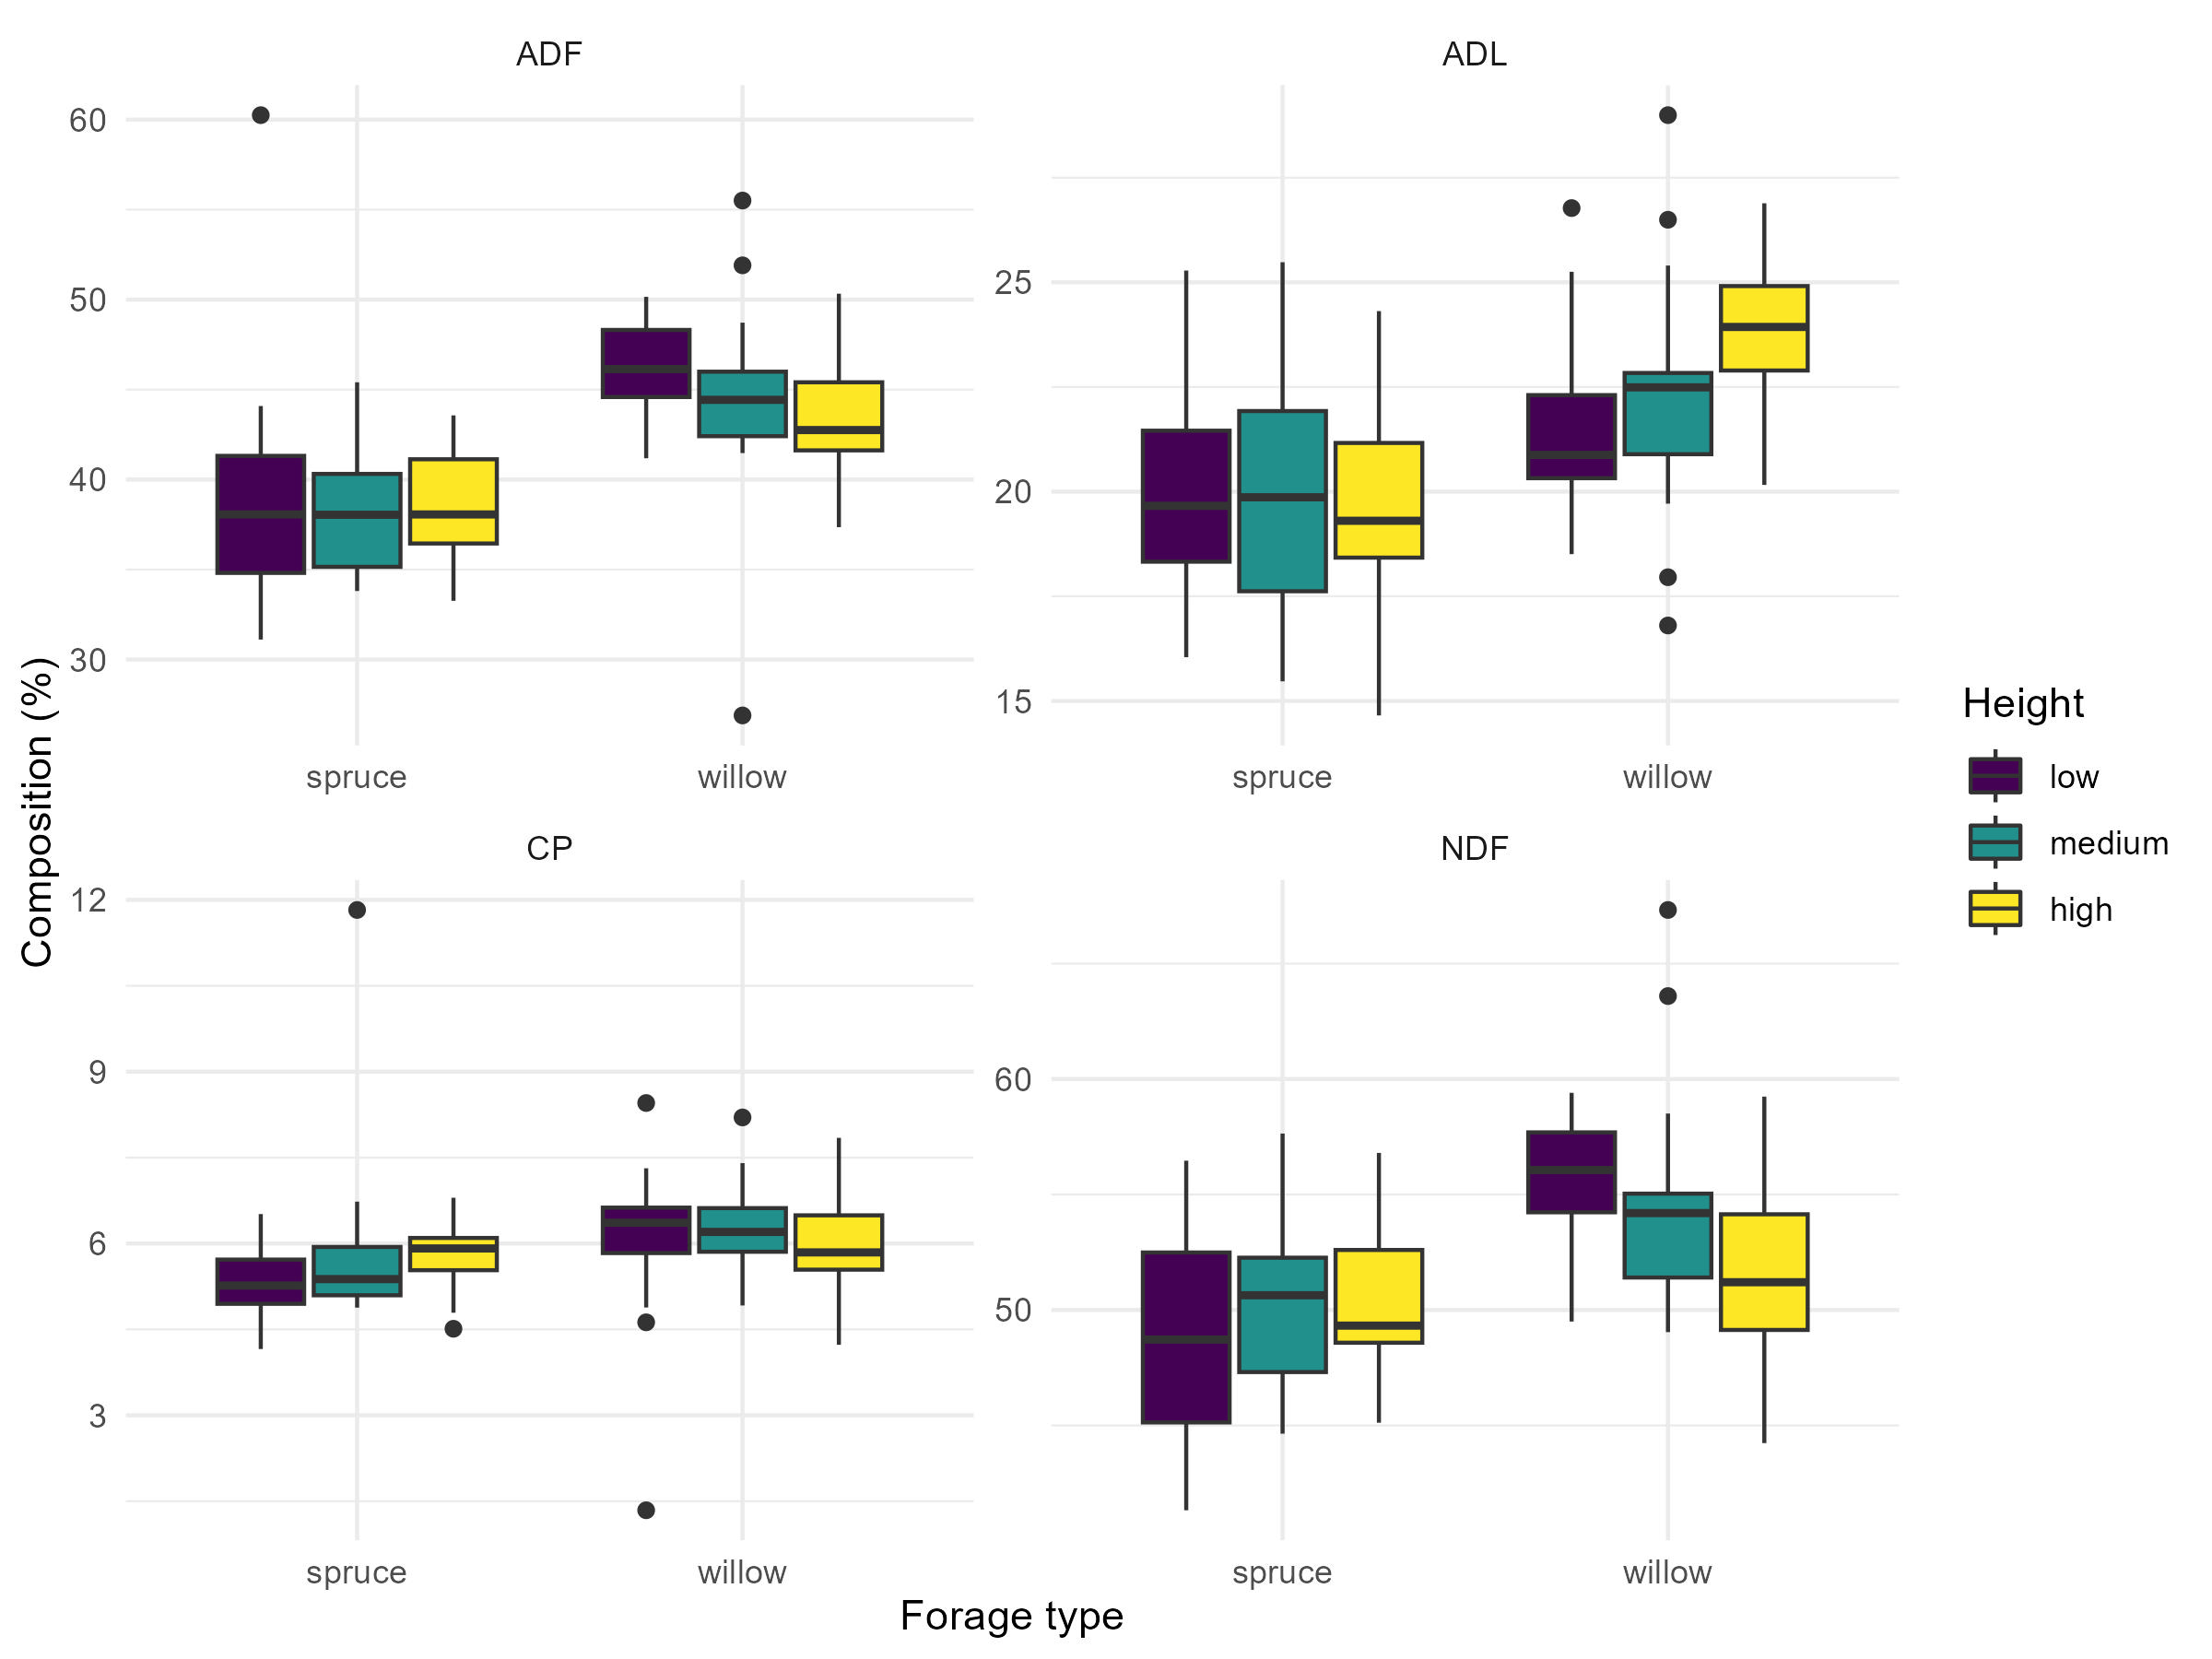 ADF
ADL
60
50
40
30
25
20
15
spruce
willow
spruce
willow
CP
NDF
12
9
6
3
60
50
spruce
willow
spruce
willow
Composition (%)
Forage type
Height
low
medium
high